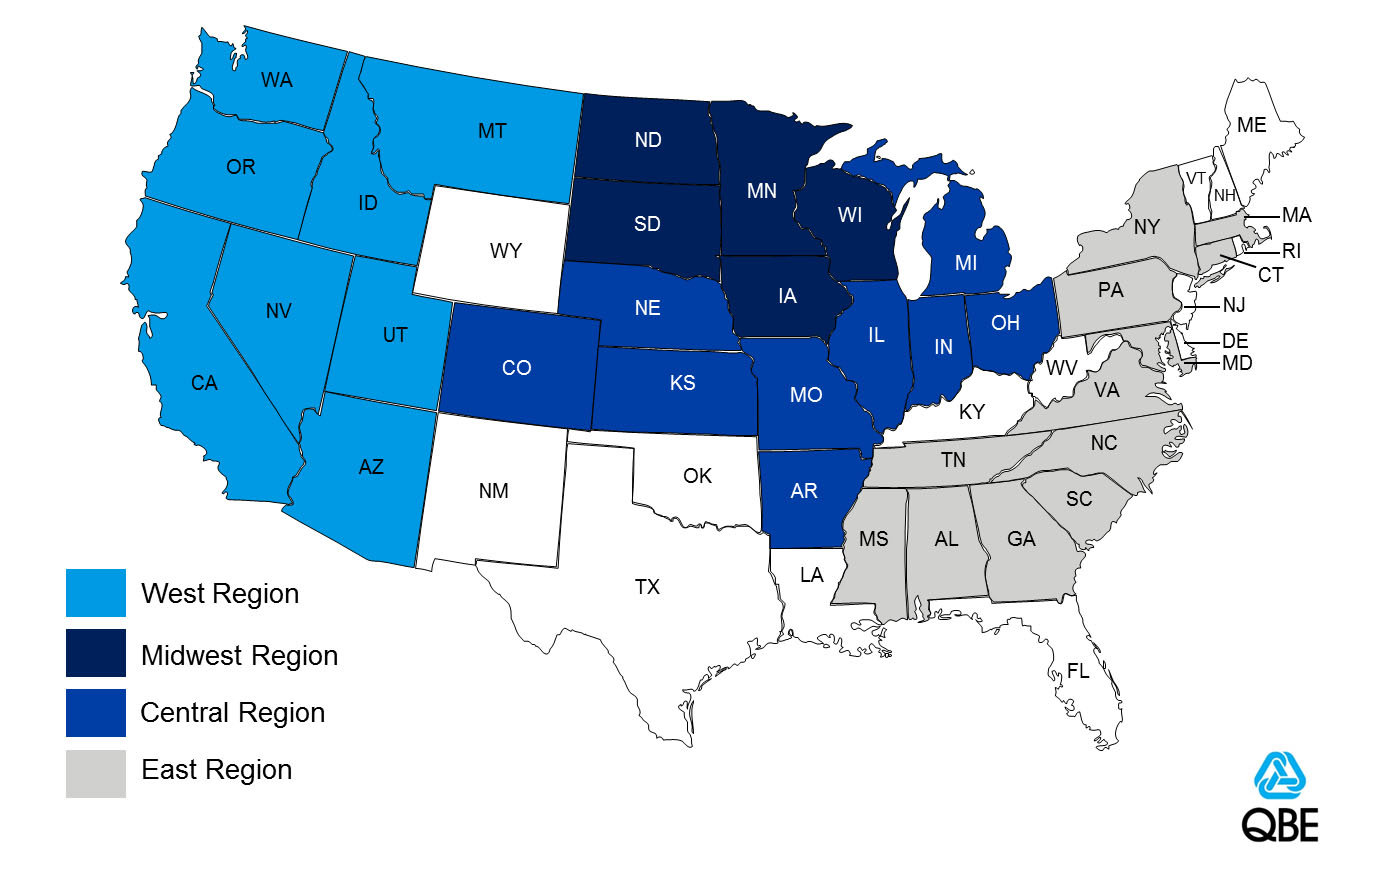 WA
ME
MT
ND
OR
VT
MN
NH
ID
WI
MA
SD
NY
WY
RI
MI
CT
PA
IA
NJ
NE
NV
OH
UT
IL
IN
DE
MD
CO
WV
CA
KS
VA
MO
KY
NC
TN
AZ
OK
NM
AR
SC
MS
AL
GA
LA
TX
FL
West Region
Midwest Region
Central Region
East Region
QBE